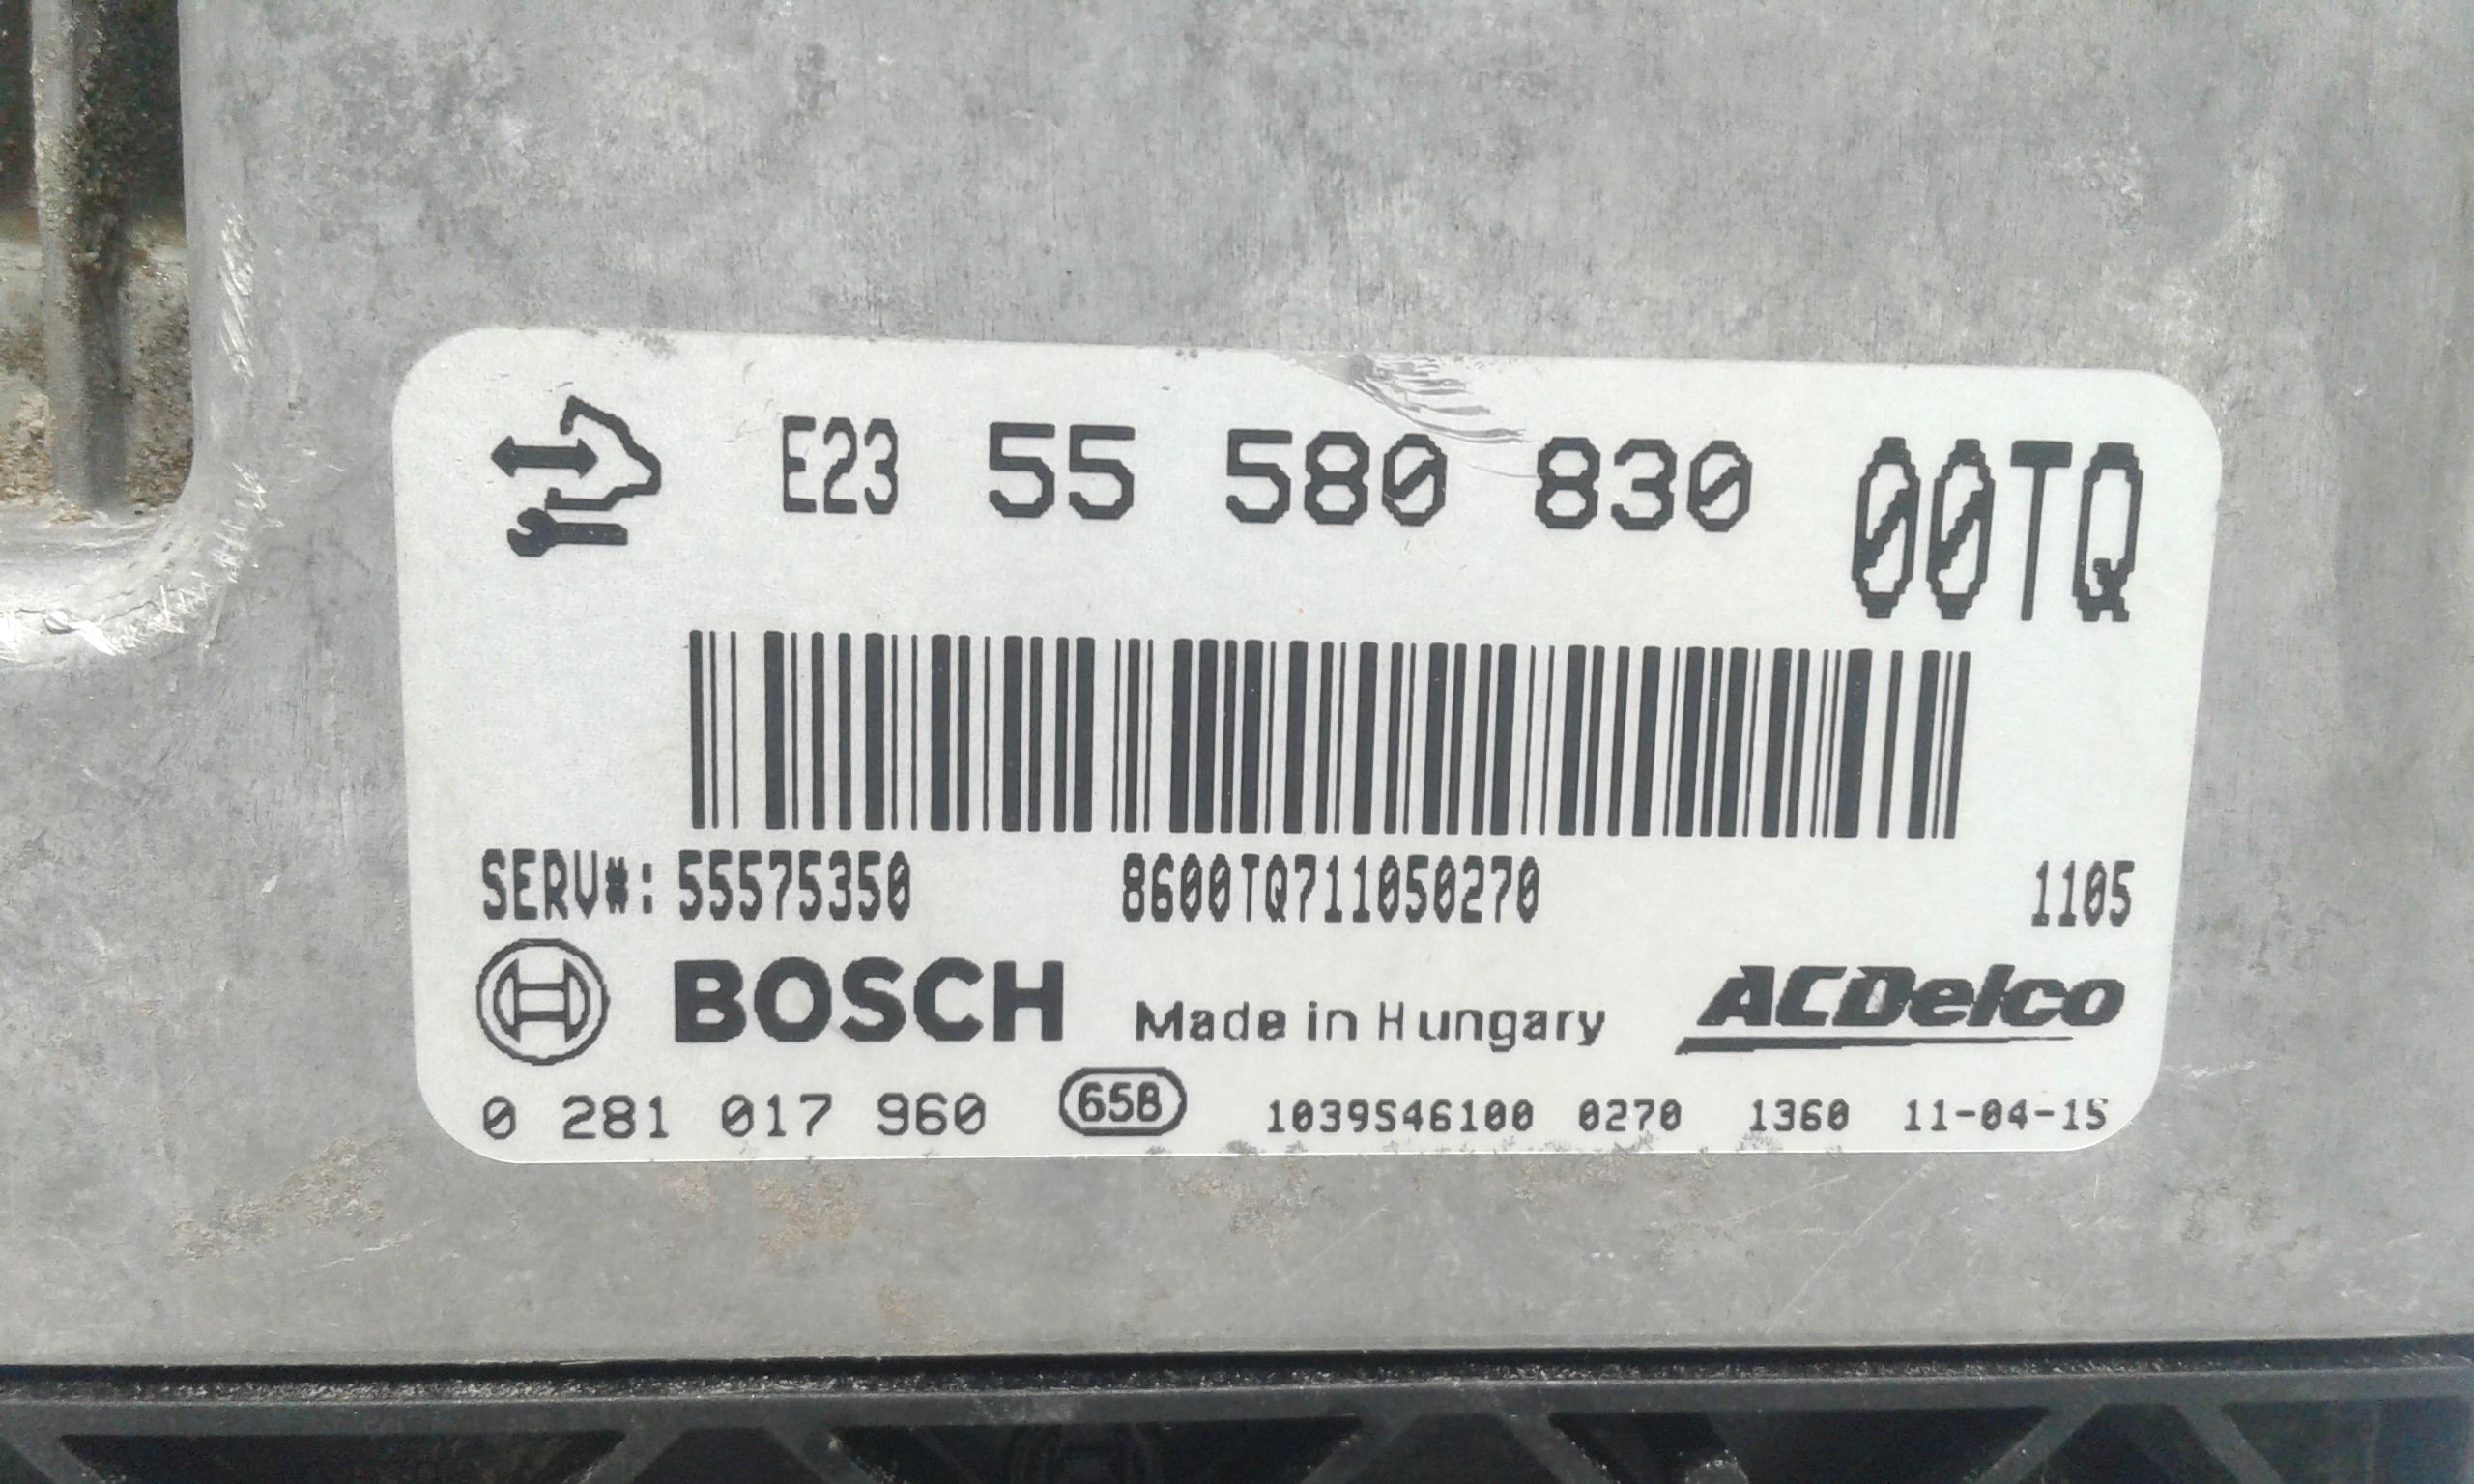 E23 55 580 830 00TQ
SERV#: 55575350 8600TQ711050270 1105
BOSCH Made in Hungary ACDelco
0 281 017 960 658 1039S46100 0270 1360 11-04-15